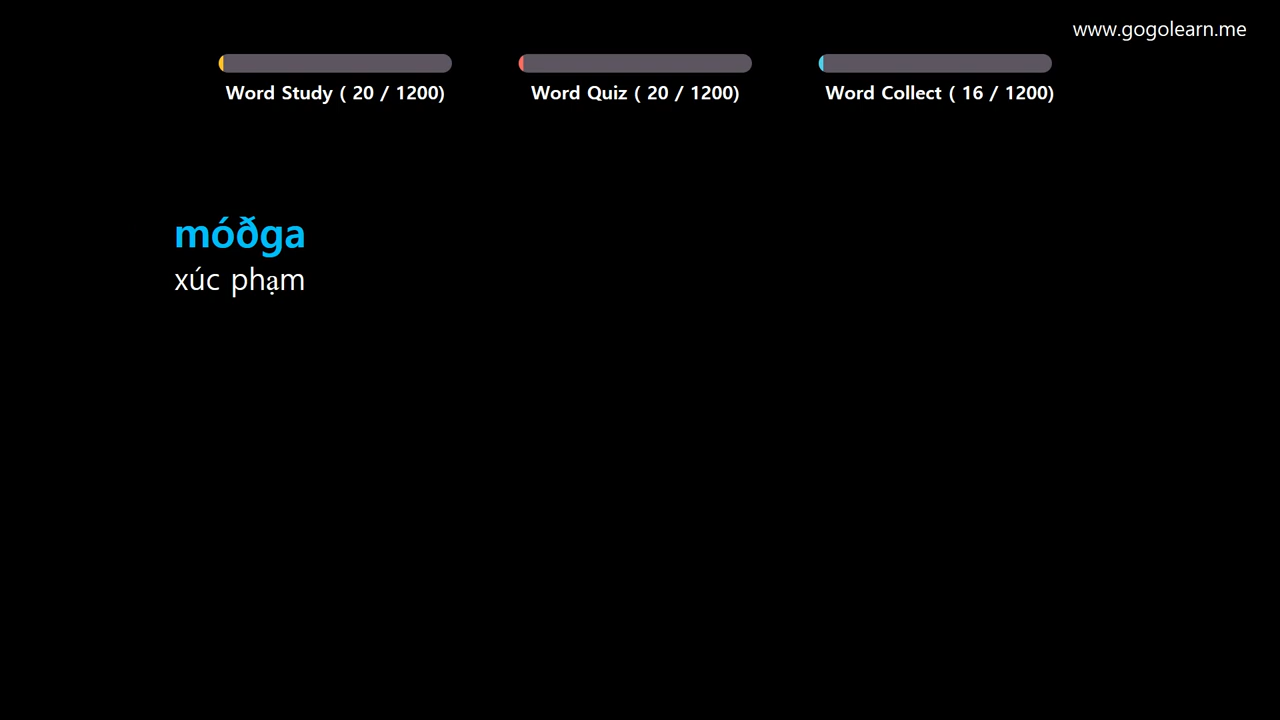 www.gogolearn.me
Word Study ( 20 / 1200)
Word Quiz ( 20 / 1200)
Word Collect ( 16 / 1200)
móðga
xúc phạm